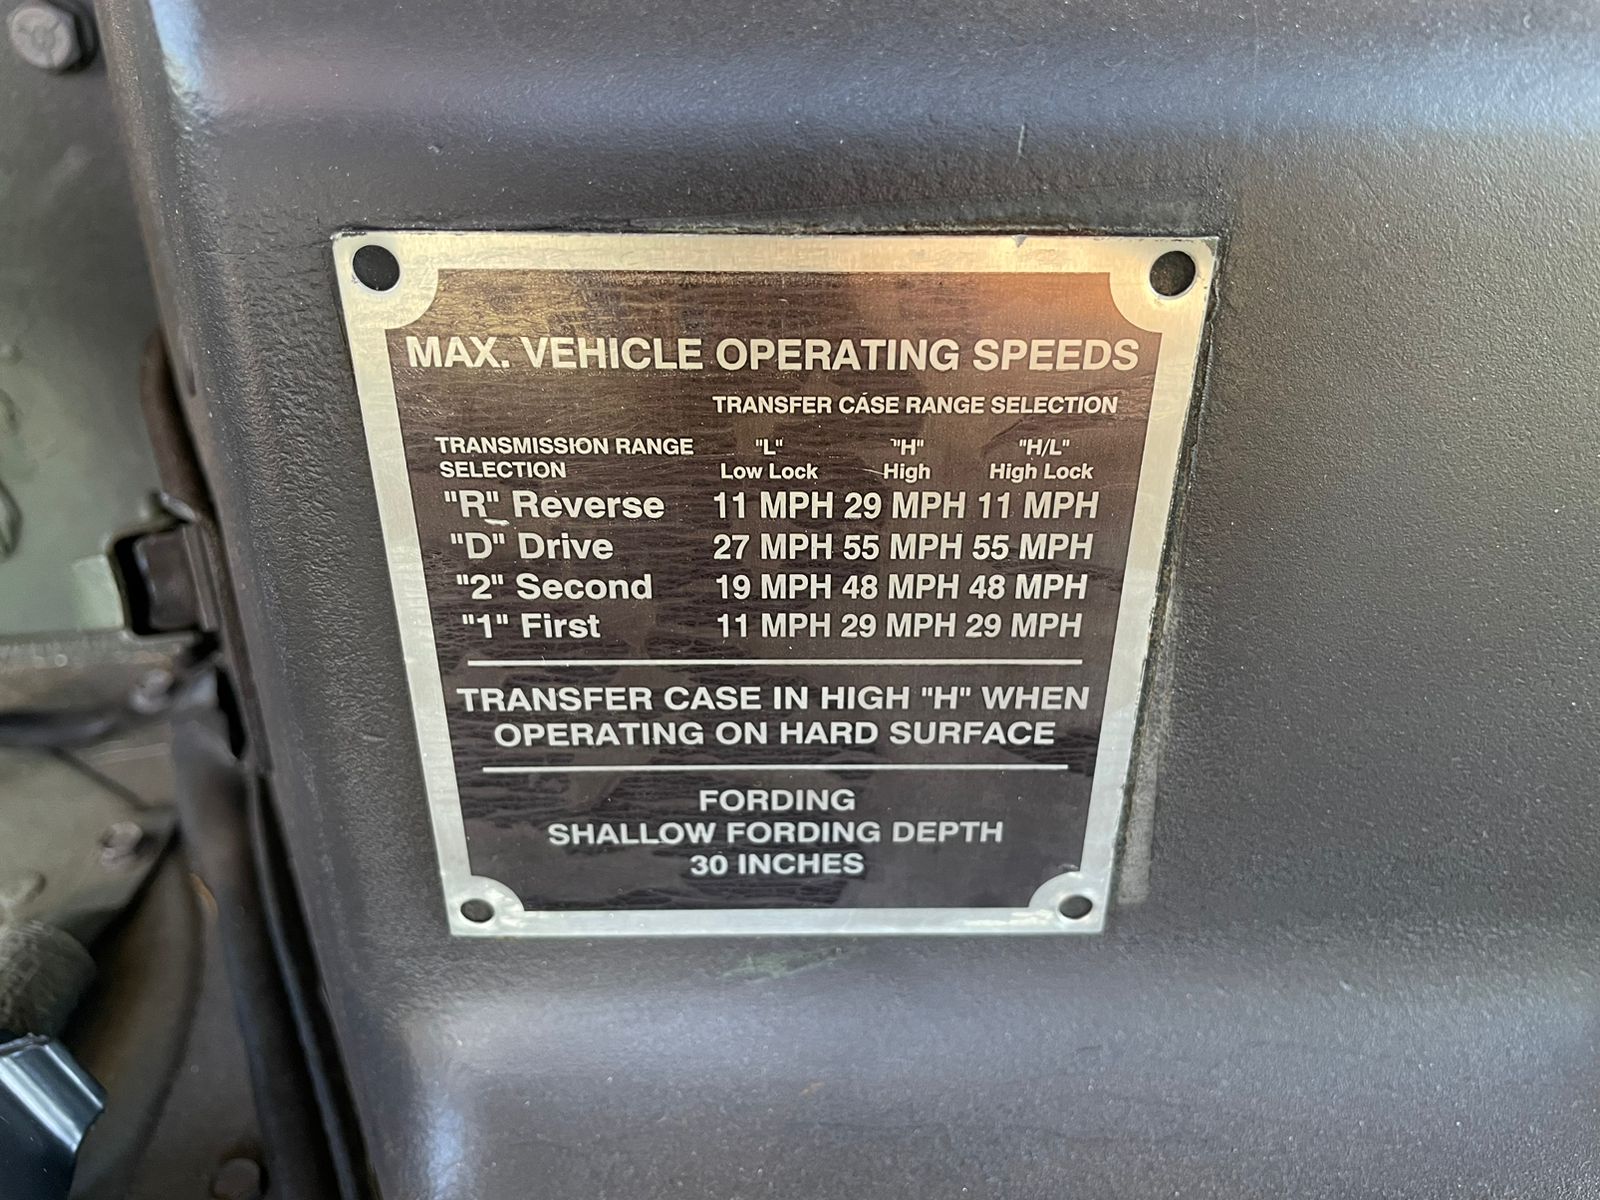 MAX. VEHICLE OPERATING SPEEDS
TRANSFER CASE RANGE SELECTION
TRANSMISSION RANGE "L" "H" "H/L"
SELECTION Low Lock High High Lock
"R" Reverse 11 MPH 29 MPH 11 MPH
"D" Drive 27 MPH 55 MPH 55 MPH
"2" Second 19 MPH 48 MPH 48 MPH
"1" First 11 MPH 29 MPH 29 MPH
TRANSFER CASE IN HIGH "H" WHEN
OPERATING ON HARD SURFACE
FORDING
SHALLOW FORDING DEPTH
30 INCHES